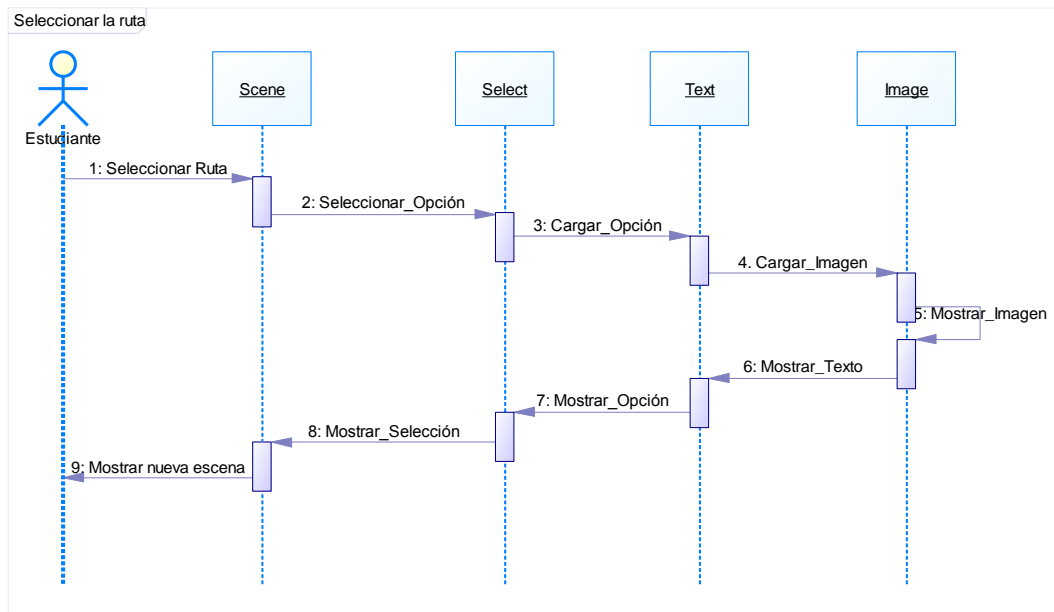 Seleccionar la ruta
Scene
Select
Text
Image
Estudiante
1: Seleccionar Ruta
2: Seleccionar_Opción
3: Cargar_Opción
4. Cargar_Imagen
5: Mostrar_Imagen
6: Mostrar_Texto
7: Mostrar_Opción
8: Mostrar_Selección
9: Mostrar nueva escena